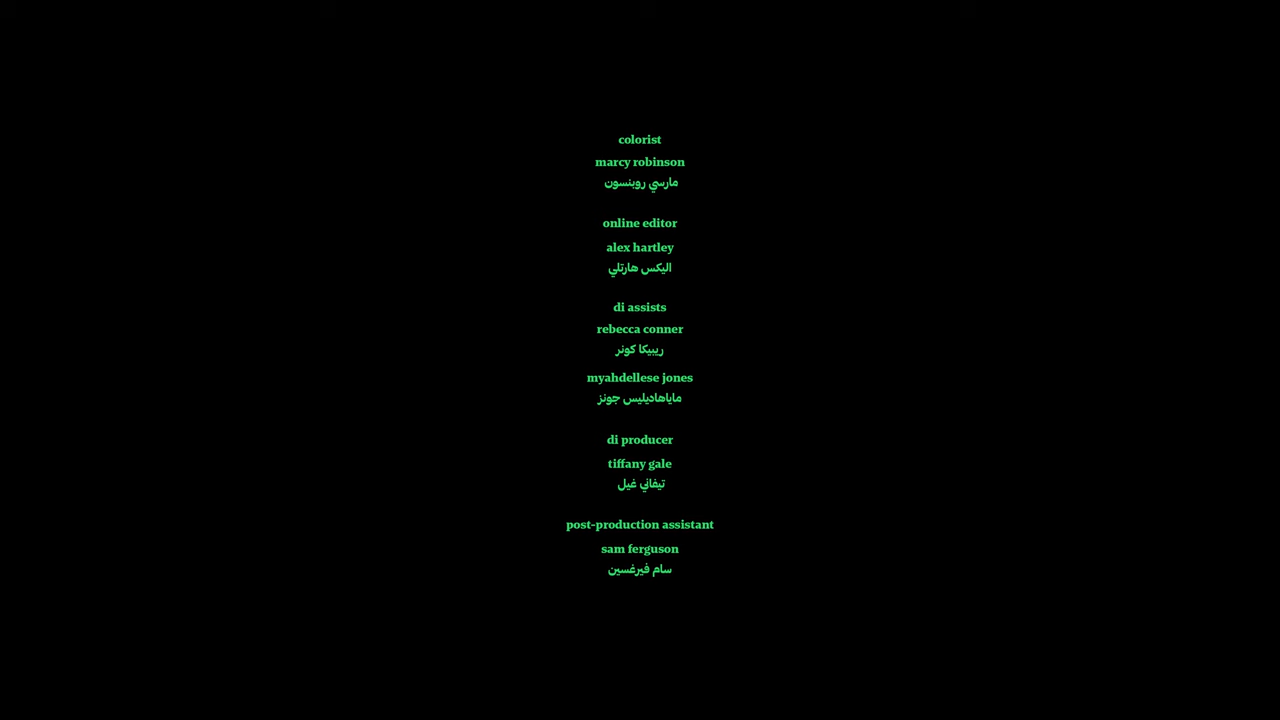 colorist
marcy robinson
مارسي روبنسون
online editor
alex hartley
اليكس هارتلي
di assists
rebecca conner
ريبيكا كونر
myahdellese jones
ماياهاديليس جونز
di producer
tiffany gale
تيفاني غيل
post-production assistant
sam ferguson
سام فيرغسين